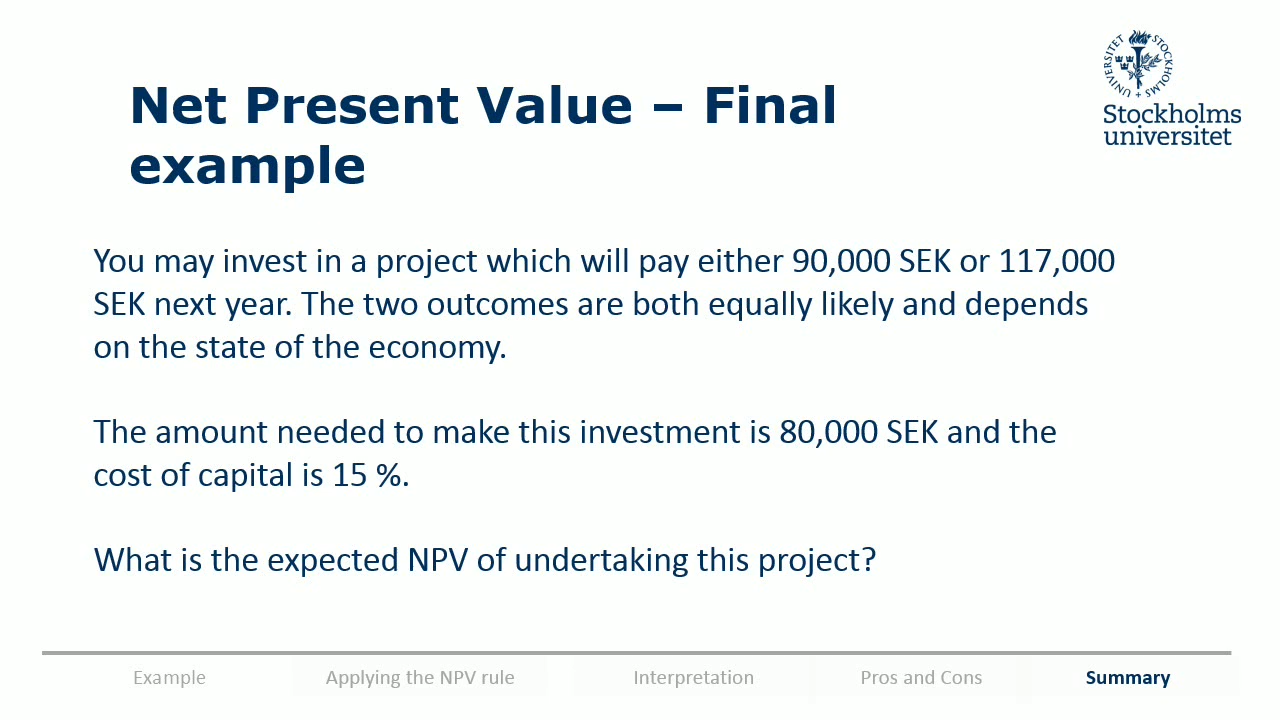 Net Present Value – Final
example
UNIVERSITET
STOCKHOLMS
Stockholms
universitet
You may invest in a project which will pay either 90,000 SEK or 117,000
SEK next year. The two outcomes are both equally likely and depends
on the state of the economy.
The amount needed to make this investment is 80,000 SEK and the
cost of capital is 15 %.
What is the expected NPV of undertaking this project?
Example
Applying the NPV rule
Interpretation
Pros and Cons
Summary